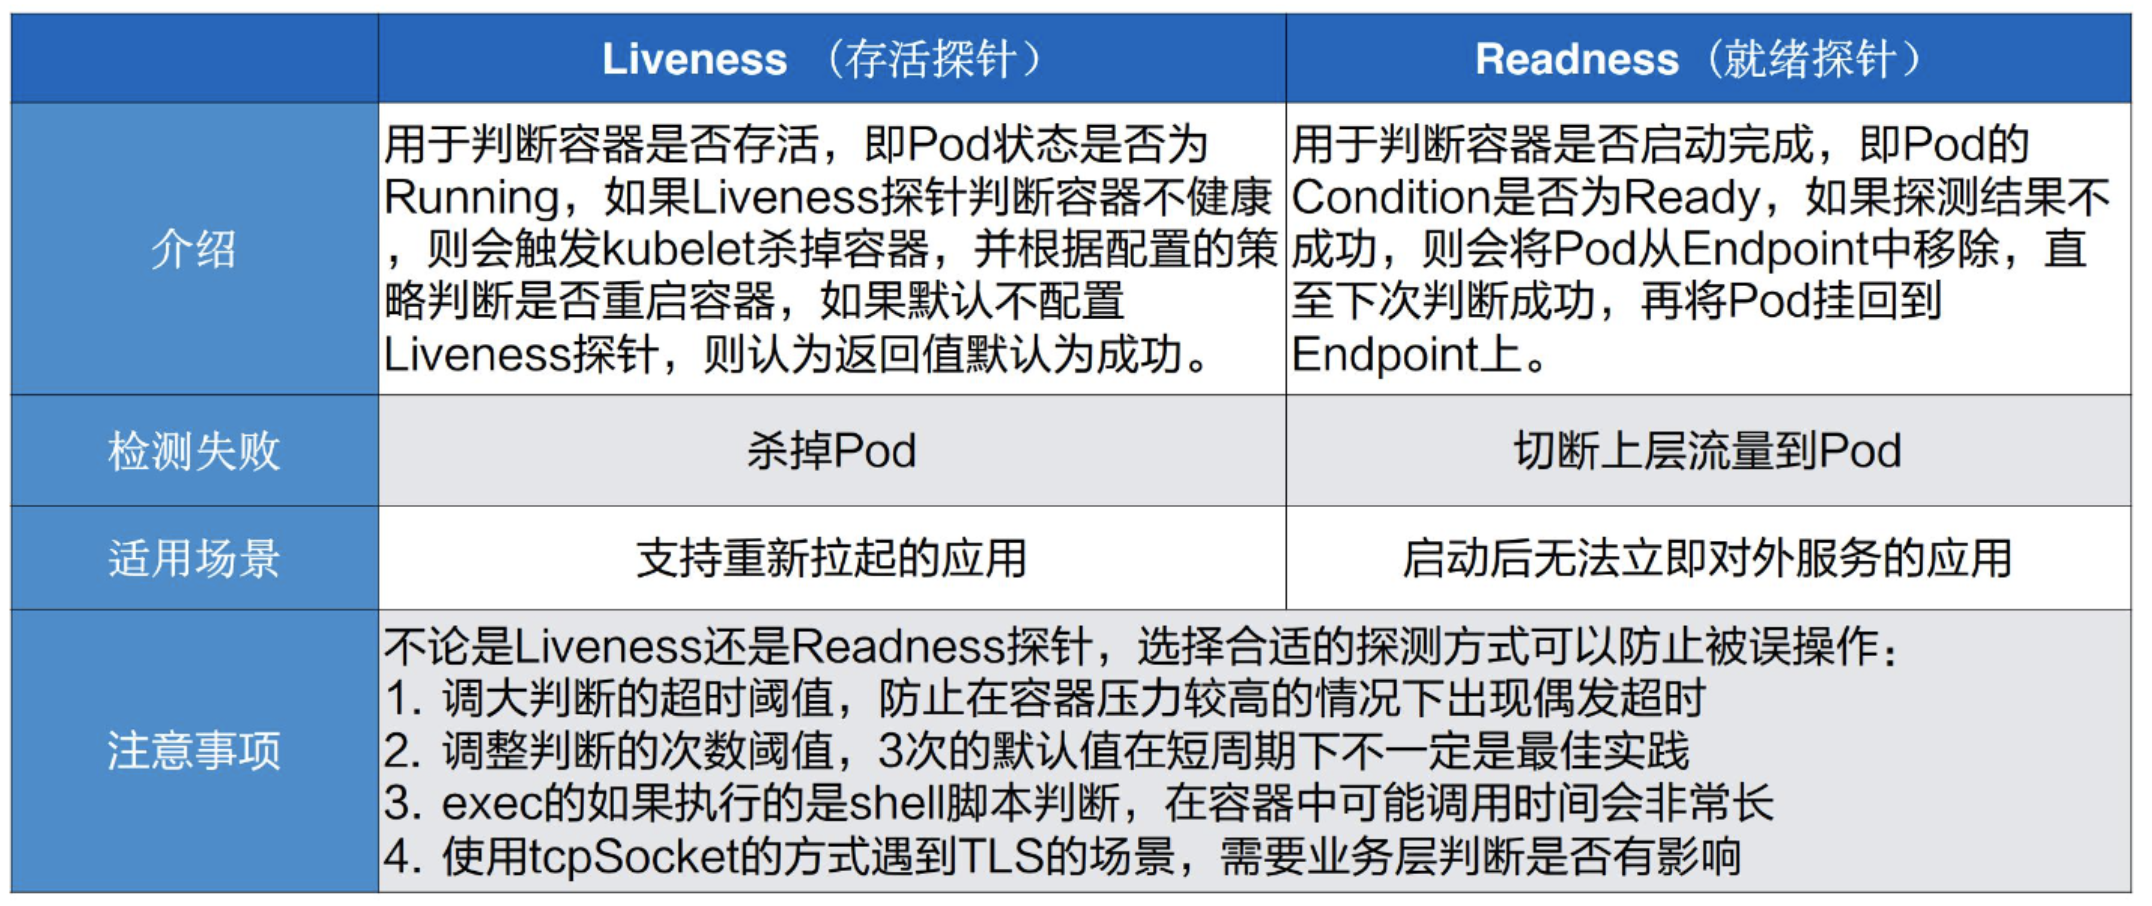 Liveness （存活探针）
Readness（就绪探针）
介绍
用于判断容器是否存活，即Pod状态是否为
Running，如果Liveness探针判断容器不健康
，则会触发kubelet杀掉容器，并根据配置的策
略判断是否重启容器，如果默认不配置
Liveness探针，则认为返回值默认为成功。
用于判断容器是否启动完成，即Pod的
Condition是否为Ready，如果探测结果不
成功，则会将Pod从Endpoint中移除，直
至下次判断成功，再将Pod挂回到
Endpoint上。
检测失败
杀掉Pod
切断上层流量到Pod
适用场景
支持重新拉起的应用
启动后无法立即对外服务的应用
注意事项
不论是Liveness还是Readness探针，选择合适的探测方式可以防止被误操作：
1. 调大判断的超时阈值，防止在容器压力较高的情况下出现偶发超时
2. 调整判断的次数阈值，3次的默认值在短周期下不一定是最佳实践
3. exec的如果执行的是shell脚本判断，在容器中可能调用时间会非常长
4. 使用tcpSocket的方式遇到TLS的场景，需要业务层判断是否有影响